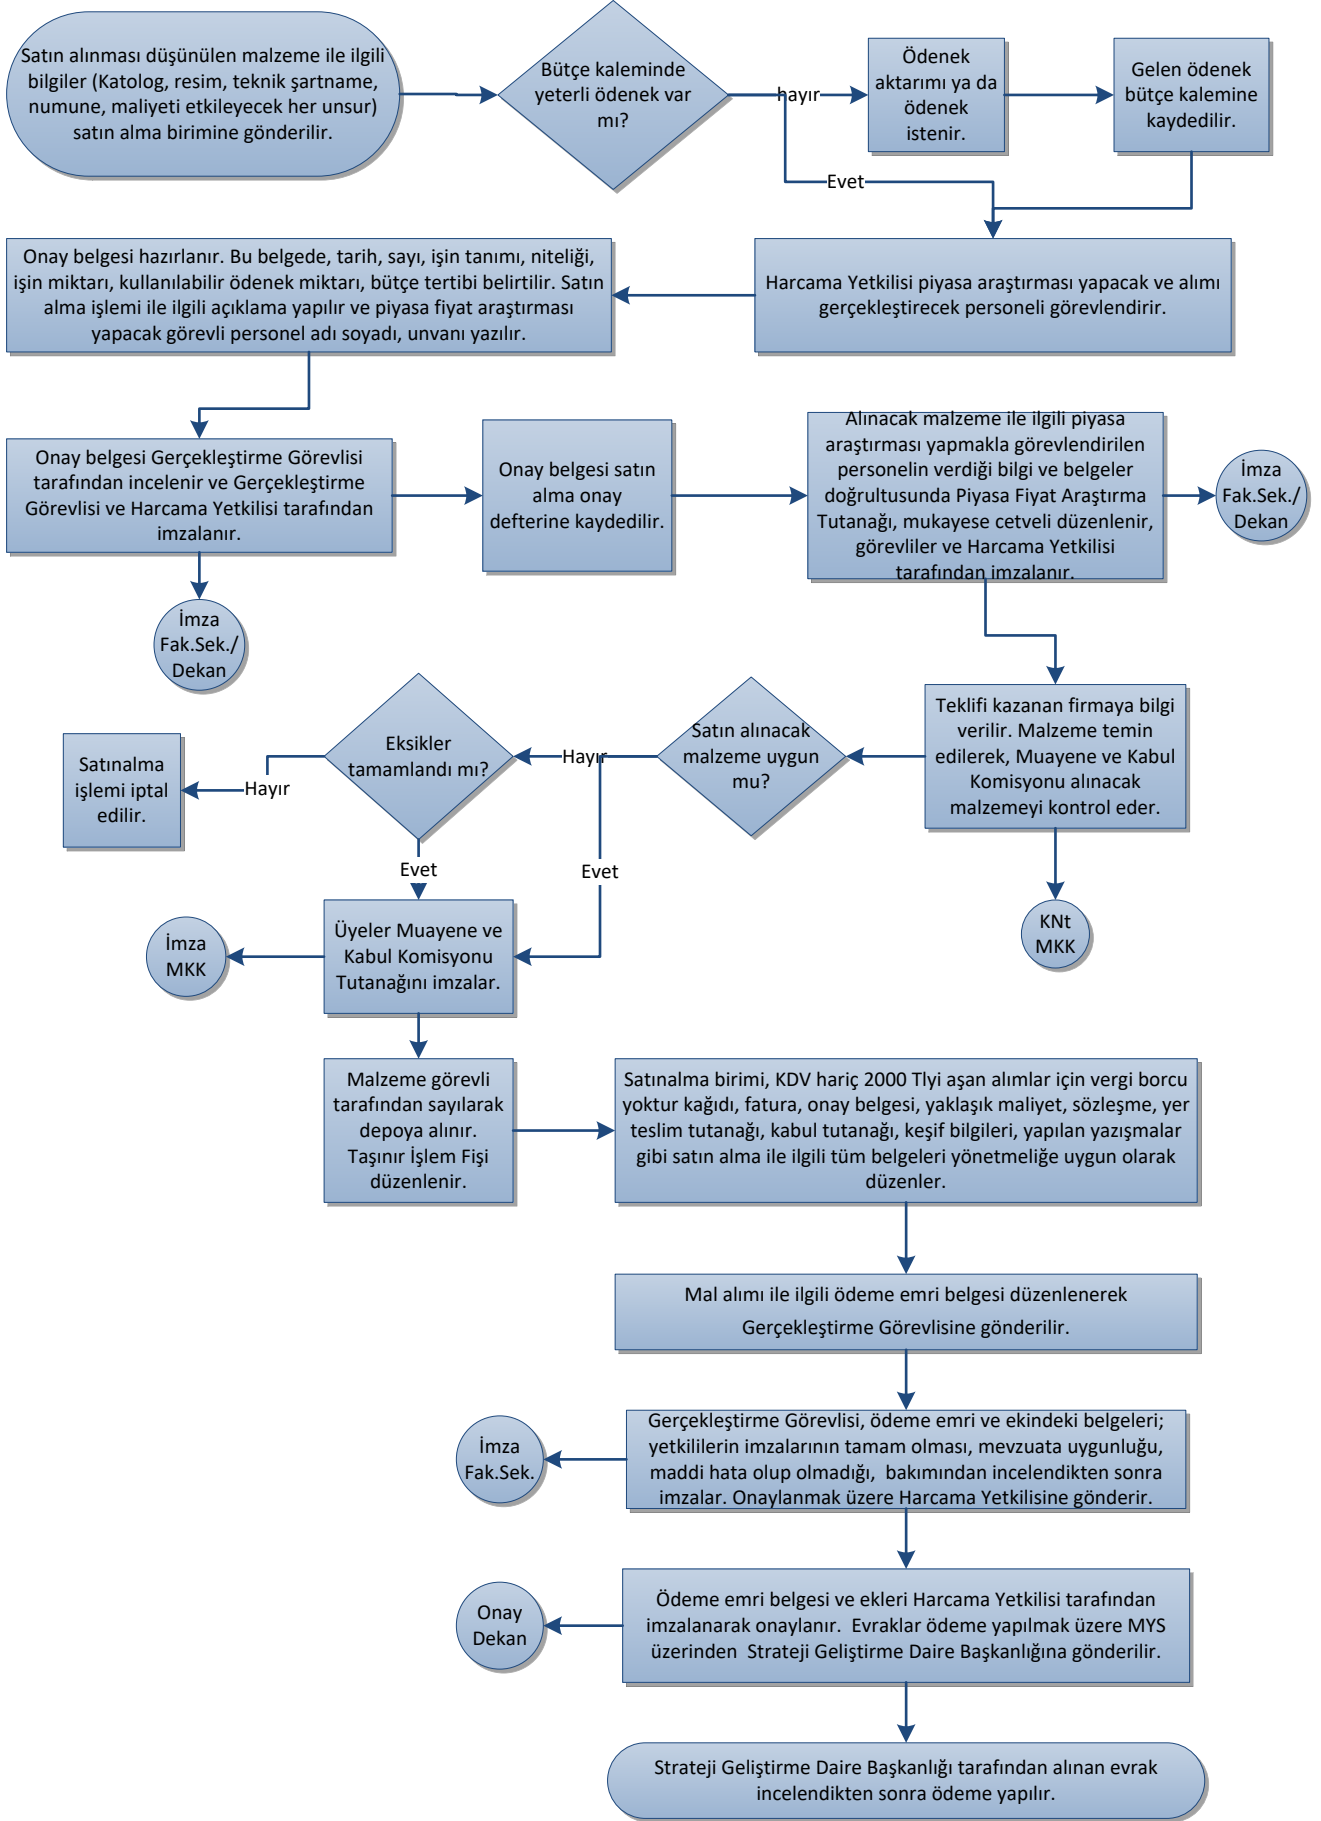 Satın alınması düşünülen malzeme ile ilgili
bilgiler (Katolog, resim, teknik şartname,
numune, maliyeti etkileyecek her unsur)
satın alma birimine gönderilir.
Bütçe kaleminde
yeterli ödenek var
mı?
hayır
Ödenek
aktarımı ya da
ödenek
istenir.
Gelen ödenek
bütçe kalemine
kaydedilir.
Evet
Harcama Yetkilisi piyasa araştırması yapacak ve alımı
gerçekleştirecek personeli görevlendirir.
Onay belgesi hazırlanır. Bu belgede, tarih, sayı, işin tanımı, niteliği,
işin miktarı, kullanılabilir ödenek miktarı, bütçe tertibi belirtilir. Satın
alma işlemi ile ilgili açıklama yapılır ve piyasa fiyat araştırması
yapacak görevli personel adı soyadı, unvanı yazılır.
Onay belgesi Gerçekleştirme Görevlisi
tarafından incelenir ve Gerçekleştirme
Görevlisi ve Harcama Yetkilisi tarafından
imzalanır.
İmza
Fak.Sek./
Dekan
Onay belgesi satın
alma onay
defterine kaydedilir.
Alınacak malzeme ile ilgili piyasa
araştırması yapmakla görevlendirilen
personelin verdiği bilgi ve belgeler
doğrultusunda Piyasa Fiyat Araştırma
Tutanağı, mukayese cetveli düzenlenir,
görevliler ve Harcama Yetkilisi
tarafından imzalanır.
İmza
Fak.Sek./
Dekan
Teklifi kazanan firmaya bilgi
verilir. Malzeme temin
edilerek, Muayene ve Kabul
Komisyonu alınacak
malzemeyi kontrol eder.
KNt
MKK
Satın alınacak
malzeme uygun
mu?
Hayır
Evet
Eksikler
tamamlandı mı?
Hayır
Evet
Satınalma
işlemi iptal
edilir.
Üyeler Muayene ve
Kabul Komisyonu
Tutanağını imzalar.
İmza
MKK
Malzeme görevli
tarafından sayılarak
depoya alınır.
Taşınır İşlem Fişi
düzenlenir.
Satınalma birimi, KDV hariç 2000 Tlyi aşan alımlar için vergi borcu
yoktur kağıdı, fatura, onay belgesi, yaklaşık maliyet, sözleşme, yer
teslim tutanağı, kabul tutanağı, keşif bilgileri, yapılan yazışmalar
gibi satın alma ile ilgili tüm belgeleri yönetmeliğe uygun olarak
düzenler.
Mal alımı ile ilgili ödeme emri belgesi düzenlenerek
Gerçekleştirme Görevlisine gönderilir.
Gerçekleştirme Görevlisi, ödeme emri ve ekindeki belgeleri;
yetkililerin imzalarının tamam olması, mevzuata uygunluğu,
maddi hata olup olmadığı, bakımından incelendikten sonra
imzalar. Onaylanmak üzere Harcama Yetkilisine gönderir.
İmza
Fak.Sek.
Ödeme emri belgesi ve ekleri Harcama Yetkilisi tarafından
imzalanarak onaylanır. Evraklar ödeme yapılmak üzere MYS
üzerinden Strateji Geliştirme Daire Başkanlığına gönderilir.
Onay
Dekan
Strateji Geliştirme Daire Başkanlığı tarafından alınan evrak
incelendikten sonra ödeme yapılır.